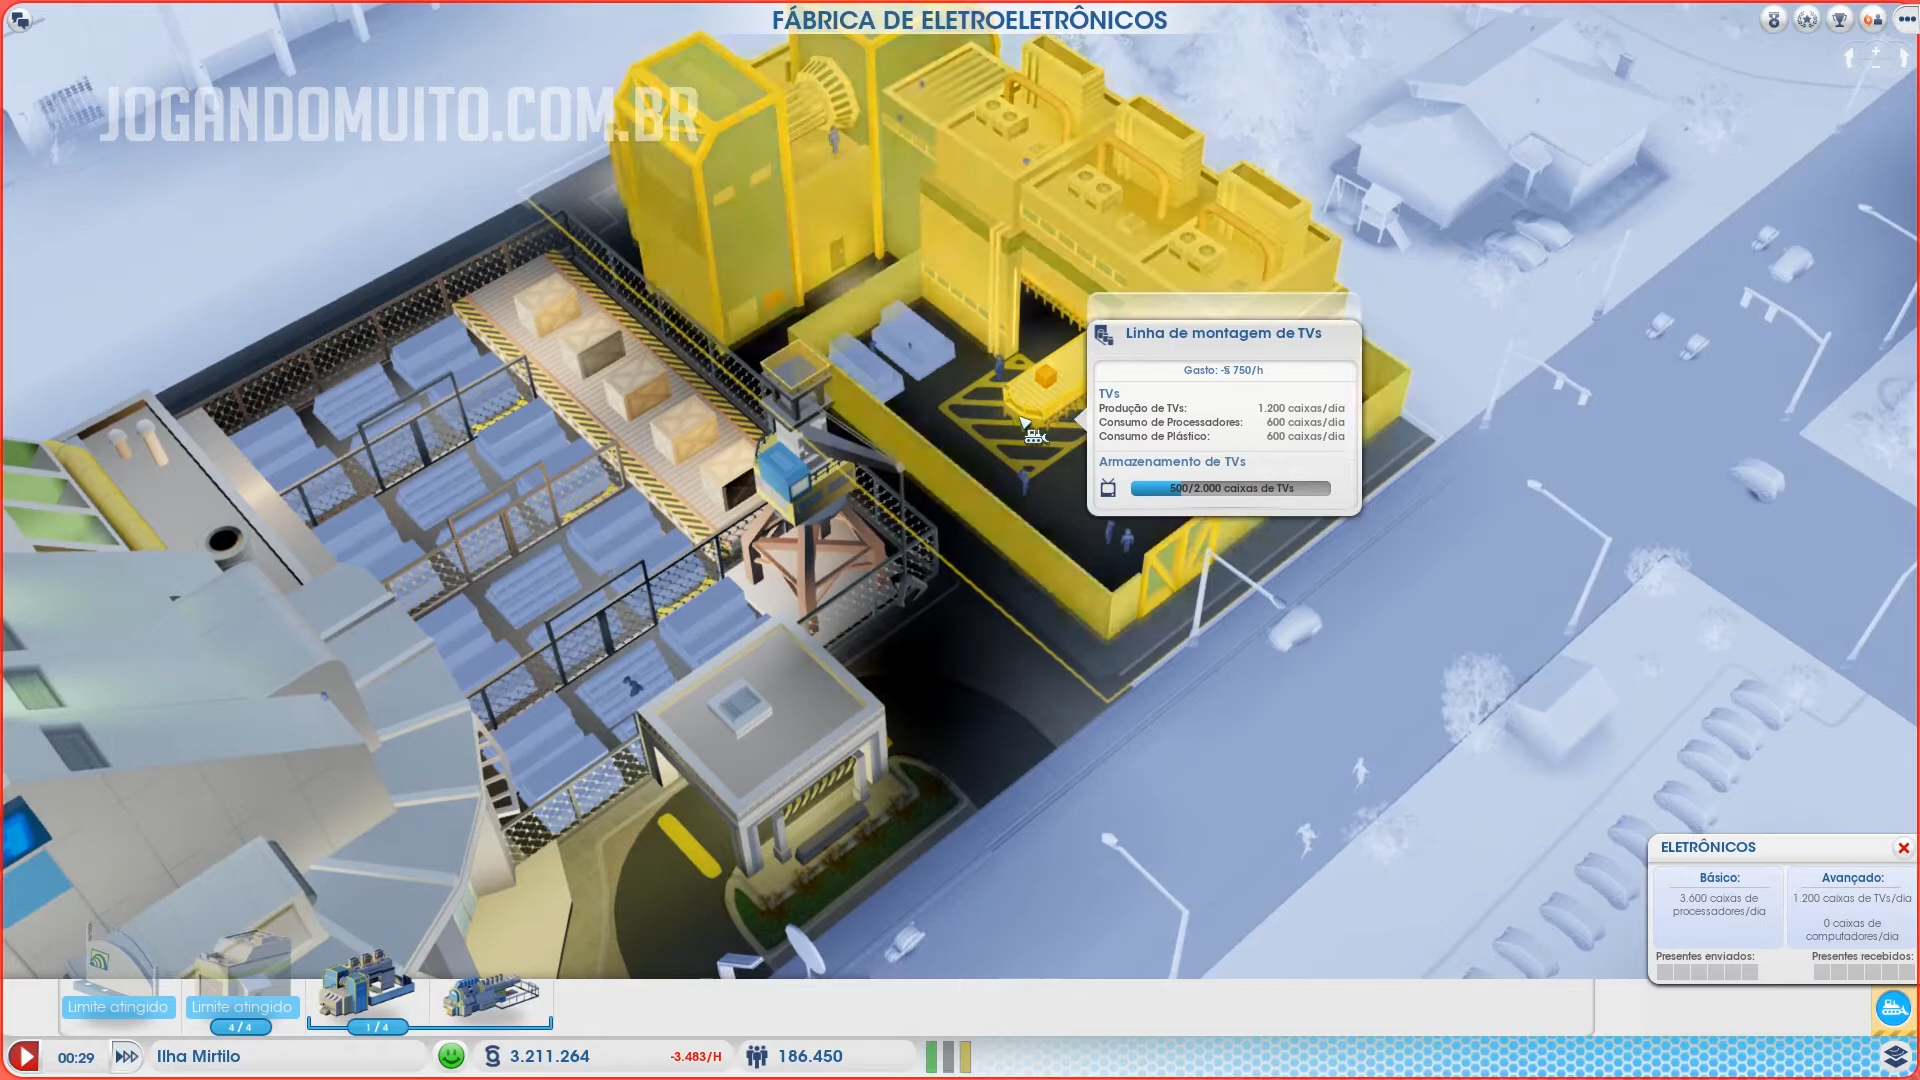 FÁBRICA DE ELETROELETRÔNICOS
JOGANDOMUITO.COM.BR
Linha de montagem de TVs
Gasto: -§ 750/h
TVs
Produção de TVs: 1.200 caixas/dia
Consumo de Processadores: 600 caixas/dia
Consumo de Plástico: 600 caixas/dia
Armazenamento de TVs
500/2.000 caixas de TVs
ELETRÔNICOS
Básico:
3.600 caixas de
processadores/dia
Avançado:
1.200 caixas de TVs/dia
0 caixas de
computadores/dia
Presentes enviados:
Presentes recebidos:
Limite atingido
Limite atingido
4 / 4
1 / 4
00:29
Ilha Mirtilo
3.211.264
-3.483/H
186.450